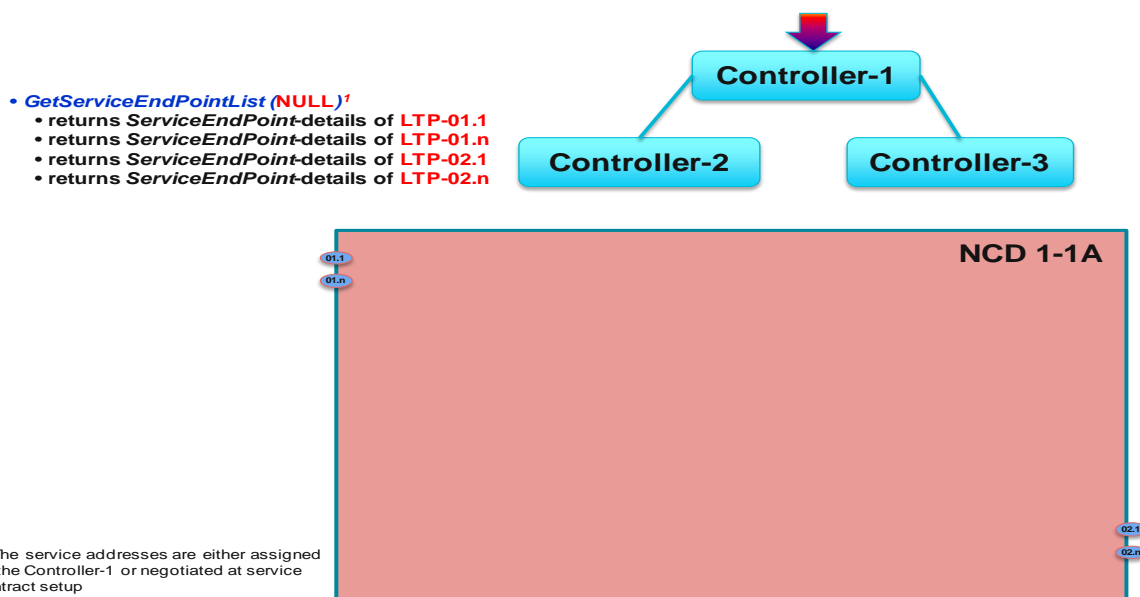 Controller-1
• GetServiceEndPointList (NULL)¹
• returns ServiceEndPoint-details of LTP-01.1
• returns ServiceEndPoint-details of LTP-01.n
• returns ServiceEndPoint-details of LTP-02.1
• returns ServiceEndPoint-details of LTP-02.n
Controller-2
Controller-3
NCD 1-1A
01.1
01.n
02.1
02.n
he service addresses are either assigned
the Controller-1 or negotiated at service
tract setup